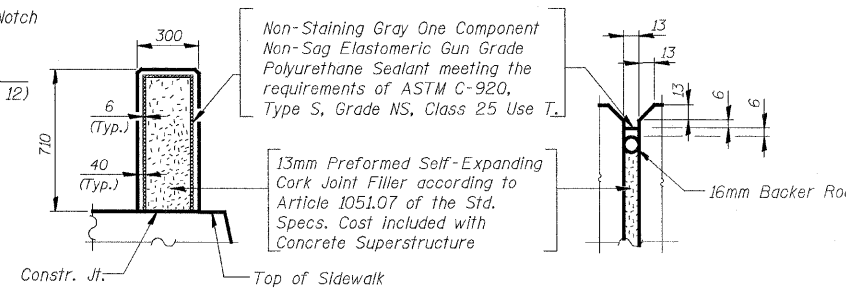 Notch
12)
300
6
(Typ.)
710
40
(Typ.)
Constr. Jt.
Top of Sidewalk
Non-Staining Gray One Component
Non-Sag Elastomeric Gun Grade
Polyurethane Sealant meeting the
requirements of ASTM C-920,
Type S, Grade NS, Class 25 Use T.
13mm Preformed Self-Expanding
Cork Joint Filler according to
Article 1051.07 of the Std.
Specs. Cost included with
Concrete Superstructure
13
13
13
6
6
16mm Backer